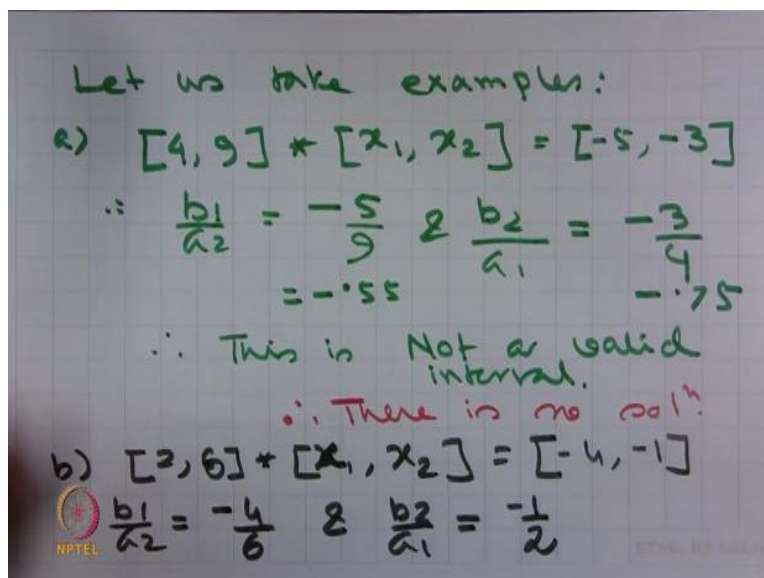 Let us take examples:
a) [4, 9] * [x₁, x₂] = [-5, -3]
∴ b1/a2 = -5/9 & b2/a₁ = -3/4
= -.55 -.75
∴ This is Not a valid
interval.
∴ There is no solⁿ.
b) [2, 6] * [x₁, x₂] = [-4, -1]
b1/a2 = -4/6 & b2/a1 = -1/2
NPTEL